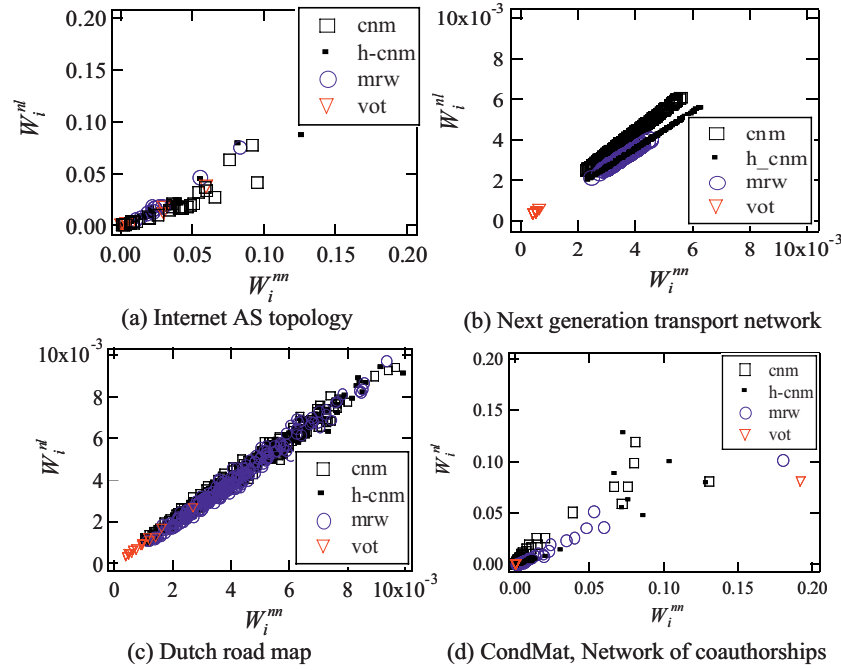 0.20
0.15
0.10
0.05
0.00
W_i^{nl}
cnm
h-cnm
mrw
vot
0.00 0.05 0.10 0.15 0.20
W_i^{nn}
(a) Internet AS topology
10x10⁻³
8
6
4
2
0
W_i^{nl}
cnm
h_cnm
mrw
vot
0 2 4 6 8 10x10⁻³
W_i^{nn}
(b) Next generation transport network
10x10⁻³
8
6
4
2
0
W_i^{nl}
cnm
h-cnm
mrw
vot
0 2 4 6 8 10x10⁻³
W_i^{nn}
(c) Dutch road map
0.20
0.15
0.10
0.05
0.00
W_i^{nl}
cnm
h-cnm
mrw
vot
0.00 0.05 0.10 0.15 0.20
W_i^{nn}
(d) CondMat, Network of coauthorships